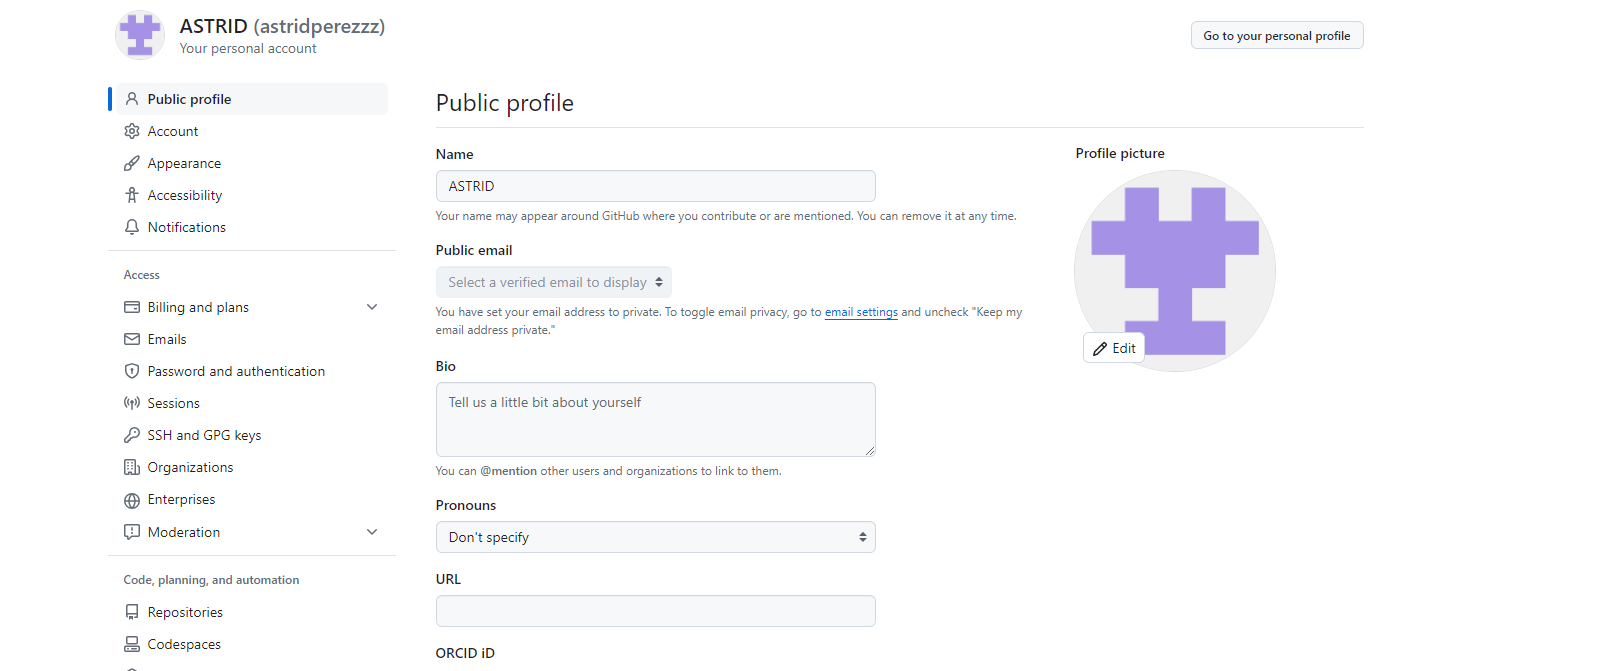 ASTRID (astridperezzz)
Your personal account
Go to your personal profile
Public profile
Account
Appearance
Accessibility
Notifications
Access
Billing and plans
Emails
Password and authentication
Sessions
SSH and GPG keys
Organizations
Enterprises
Moderation
Code, planning, and automation
Repositories
Codespaces
Public profile
Name
ASTRID
Your name may appear around GitHub where you contribute or are mentioned. You can remove it at any time.
Public email
Select a verified email to display
You have set your email address to private. To toggle email privacy, go to email settings and uncheck "Keep my
email address private."
Bio
Tell us a little bit about yourself
You can @mention other users and organizations to link to them.
Pronouns
Don't specify
URL
ORCID iD
Profile picture
Edit